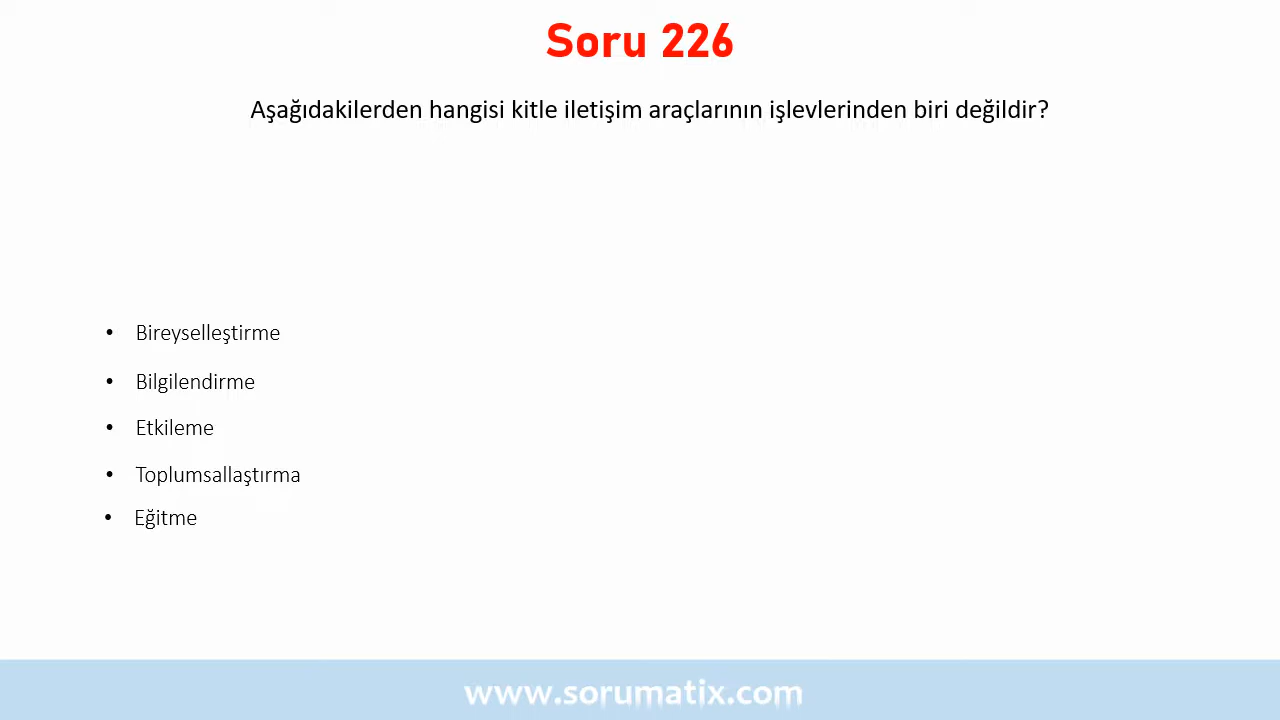 Soru 226
Aşağıdakilerden hangisi kitle iletişim araçlarının işlevlerinden biri değildir?
• Bireyselleştirme
• Bilgilendirme
• Etkileme
• Toplumsallaştırma
• Eğitme
www.sorumatix.com